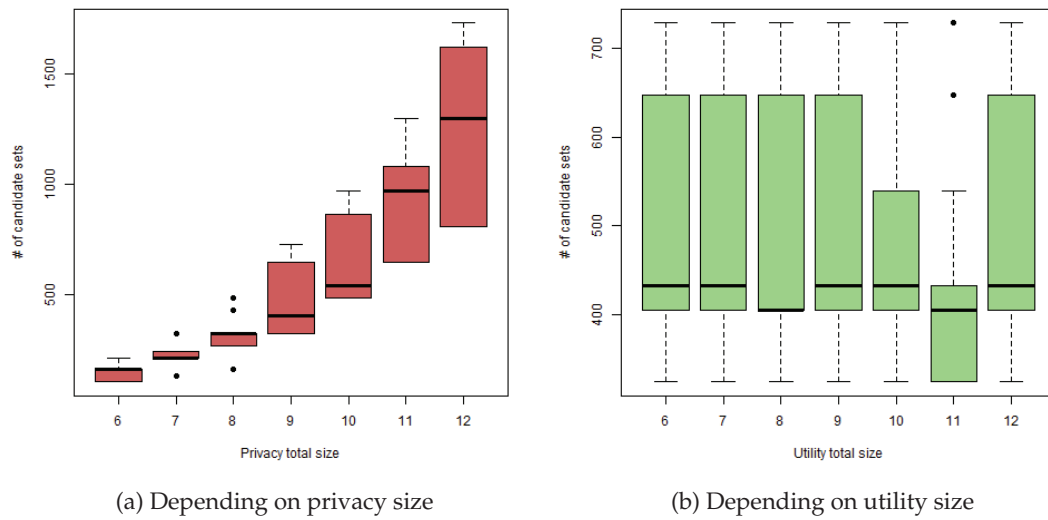 # of candidate sets
1500
1000
500
6 7 8 9 10 11 12
Privacy total size
(a) Depending on privacy size
# of candidate sets
700
600
500
400
6 7 8 9 10 11 12
Utility total size
(b) Depending on utility size